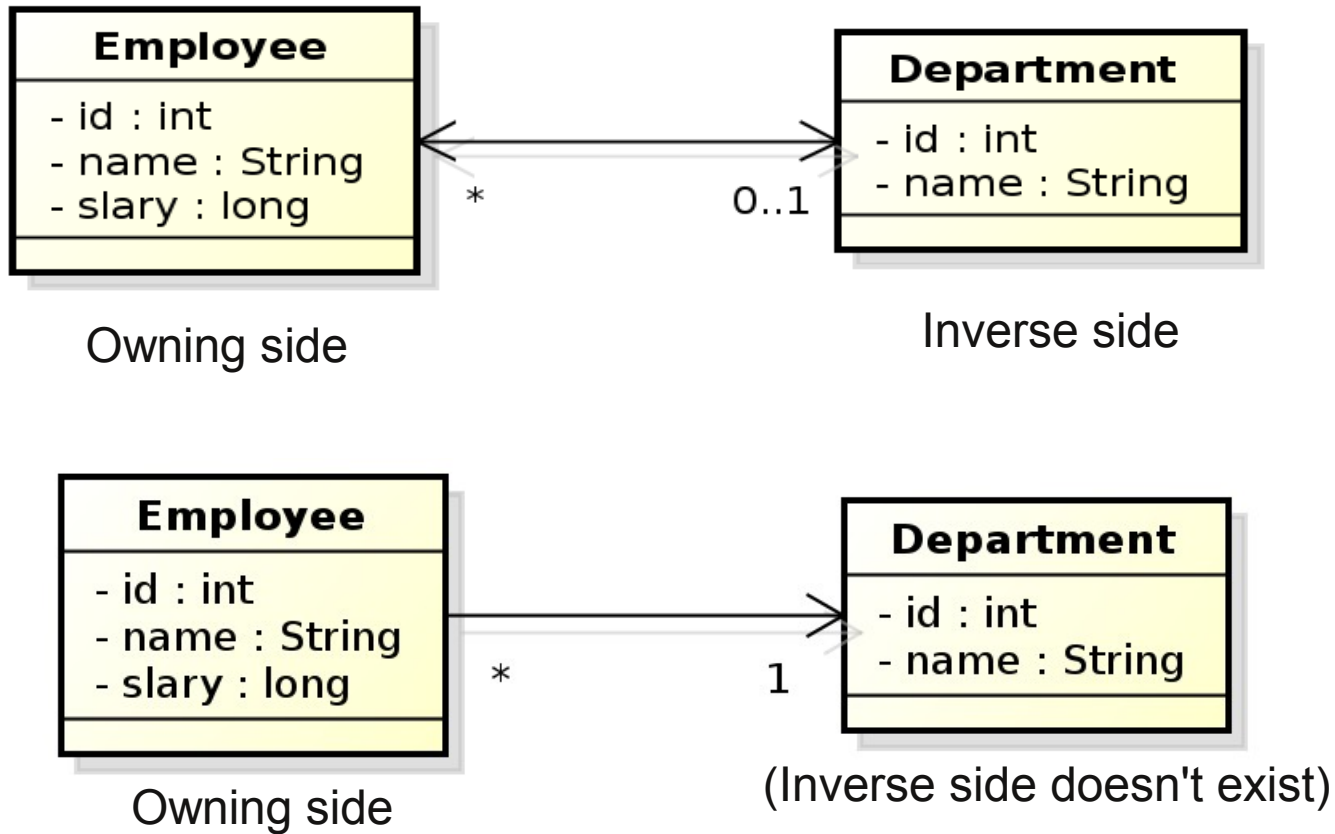 Employee
- id : int
- name : String
- slary : long
*
0..1
Department
- id : int
- name : String
Owning side
Inverse side
Employee
- id : int
- name : String
- slary : long
*
1
Department
- id : int
- name : String
Owning side
(Inverse side doesn't exist)